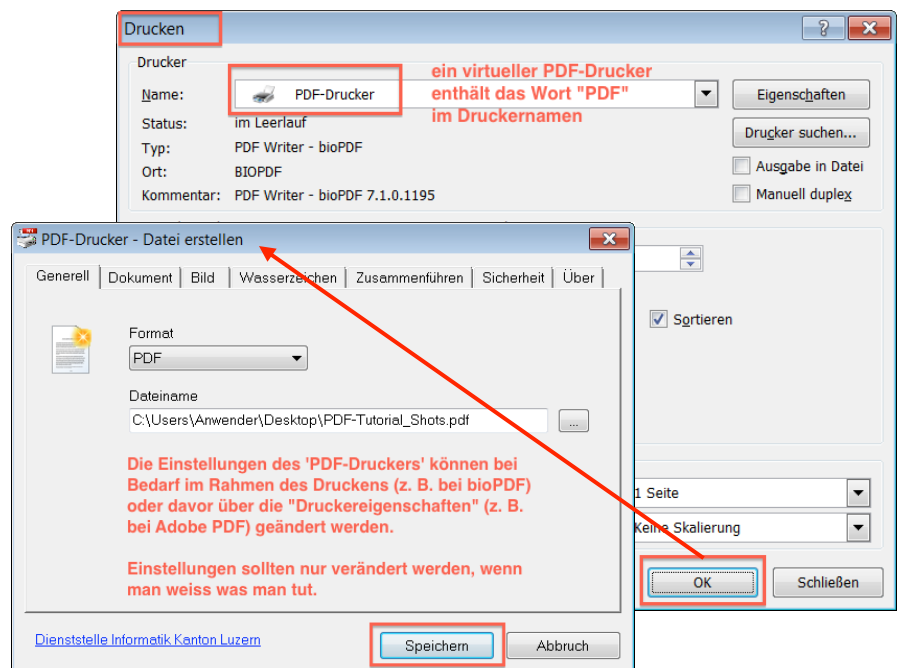 Drucken
Drucker
Name:
PDF-Drucker
ein virtueller PDF-Drucker
enthält das Wort "PDF"
im Druckernamen
Eigenschaften
Status:
im Leerlauf
Drucker suchen...
Typ:
PDF Writer - bioPDF
Ort:
BIOPDF
Ausgabe in Datei
Kommentar:
PDF Writer - bioPDF 7.1.0.1195
Manuell duplex
PDF-Drucker - Datei erstellen
Generell
Dokument
Bild
Wasserzeichen
Zusammenführen
Sicherheit
Über
Sortieren
Format
PDF
Dateiname
C:\Users\Anwender\Desktop\PDF-Tutorial_Shots.pdf
...
Die Einstellungen des 'PDF-Druckers' können bei
Bedarf im Rahmen des Druckens (z. B. bei bioPDF)
oder davor über die "Druckereigenschaften" (z. B.
bei Adobe PDF) geändert werden.
Einstellungen sollten nur verändert werden, wenn
man weiss was man tut.
1 Seite
Keine Skalierung
OK
Schließen
Dienststelle Informatik Kanton Luzern
Speichern
Abbruch